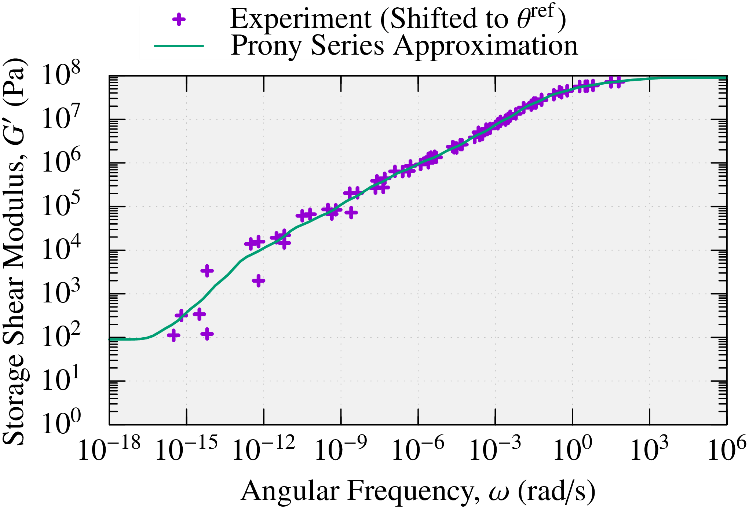 Experiment (Shifted to θ^ref)
Prony Series Approximation
Storage Shear Modulus, G′ (Pa)
10^8
10^7
10^6
10^5
10^4
10^3
10^2
10^1
10^0
10^−18 10^−15 10^−12 10^−9 10^−6 10^−3 10^0 10^3 10^6
Angular Frequency, ω (rad/s)